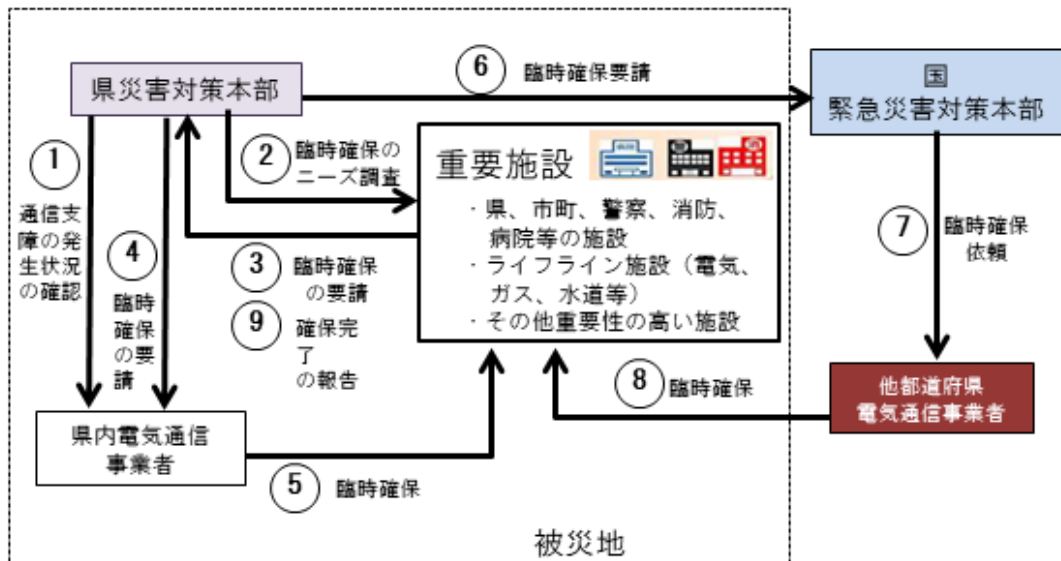 県災害対策本部
⑥ 臨時確保要請
国
緊急災害対策本部
①
通信支
障の発
生状況
の確認
② 臨時確保の
ニーズ調査
重要施設
・県、市町、警察、消防、
病院等の施設
・ライフライン施設（電気、
ガス、水道等）
・その他重要性の高い施設
③ 臨時確保
の要請
⑨ 確保完
了
の報告
④
臨時
確保
の要
請
⑦ 臨時確保
依頼
⑧ 臨時確保
他都道府県
電気通信事業者
県内電気通信
事業者
⑤ 臨時確保
被災地